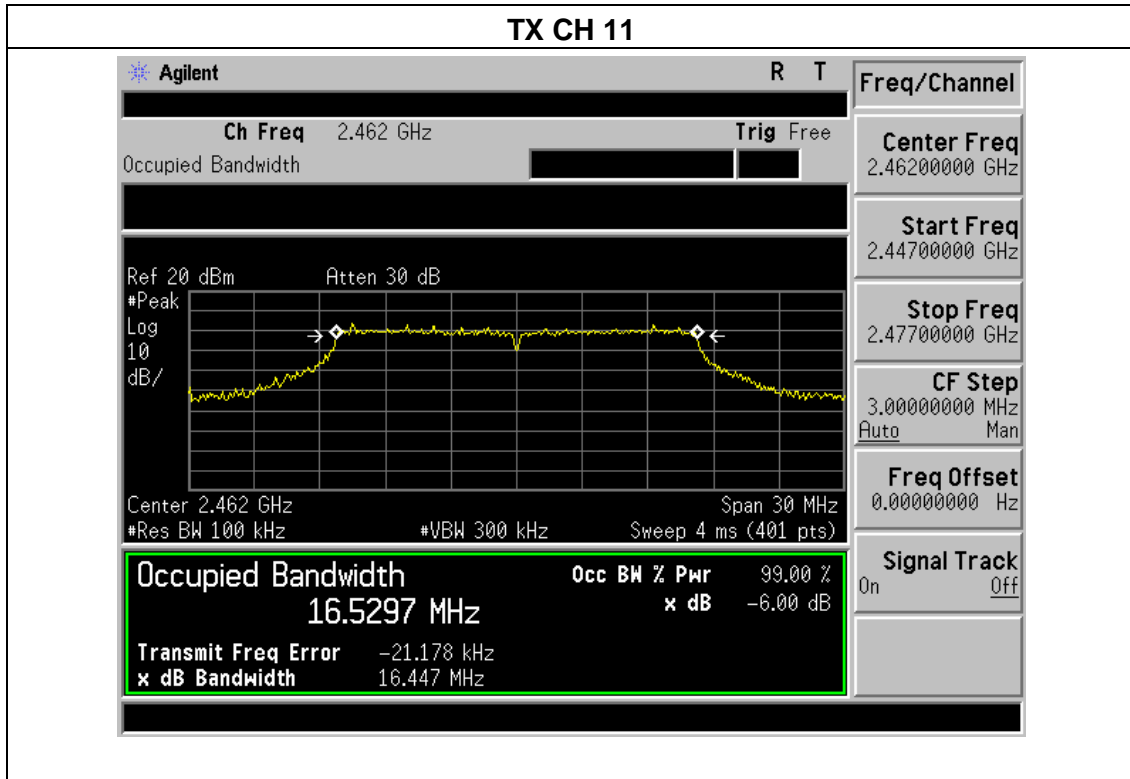 TX CH 11
Agilent R T
Freq/Channel
Ch Freq 2.462 GHz Trig Free
Occupied Bandwidth
Center Freq
2.46200000 GHz
Start Freq
2.44700000 GHz
Stop Freq
2.47700000 GHz
CF Step
3.00000000 MHz
Auto Man
Freq Offset
0.00000000 Hz
Signal Track
On Off
Ref 20 dBm Atten 30 dB
#Peak
Log
10
dB/
Center 2.462 GHz Span 30 MHz
#Res BW 100 kHz #VBW 300 kHz Sweep 4 ms (401 pts)
Occupied Bandwidth Occ BW % Pwr 99.00 %
16.5297 MHz x dB -6.00 dB
Transmit Freq Error -21.178 kHz
x dB Bandwidth 16.447 MHz